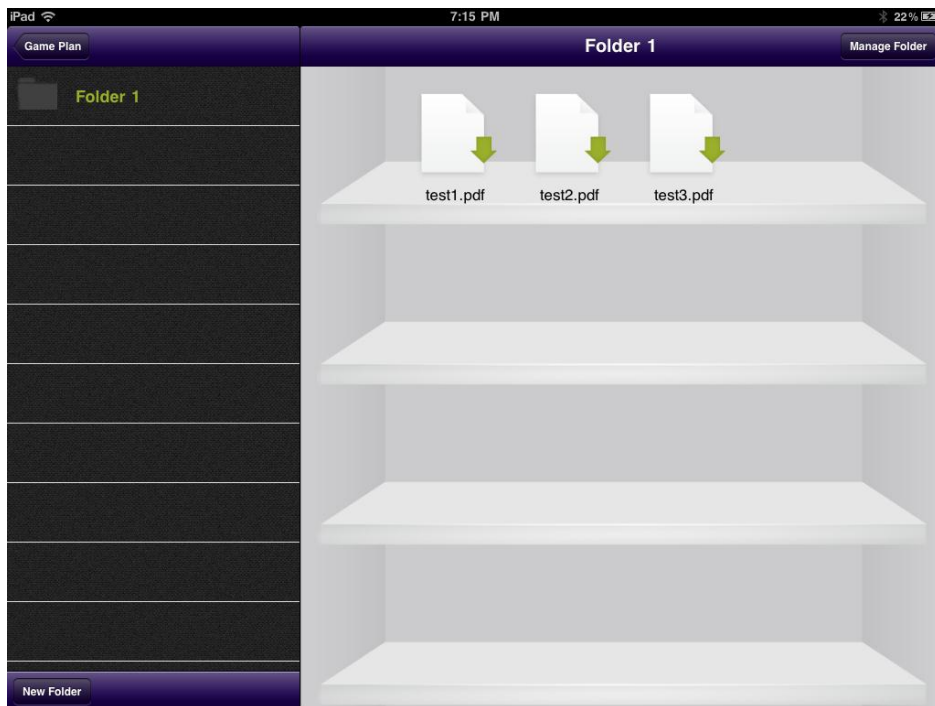 iPad 7:15 PM 22%
Game Plan Folder 1 Manage Folder
Folder 1
test1.pdf test2.pdf test3.pdf
New Folder